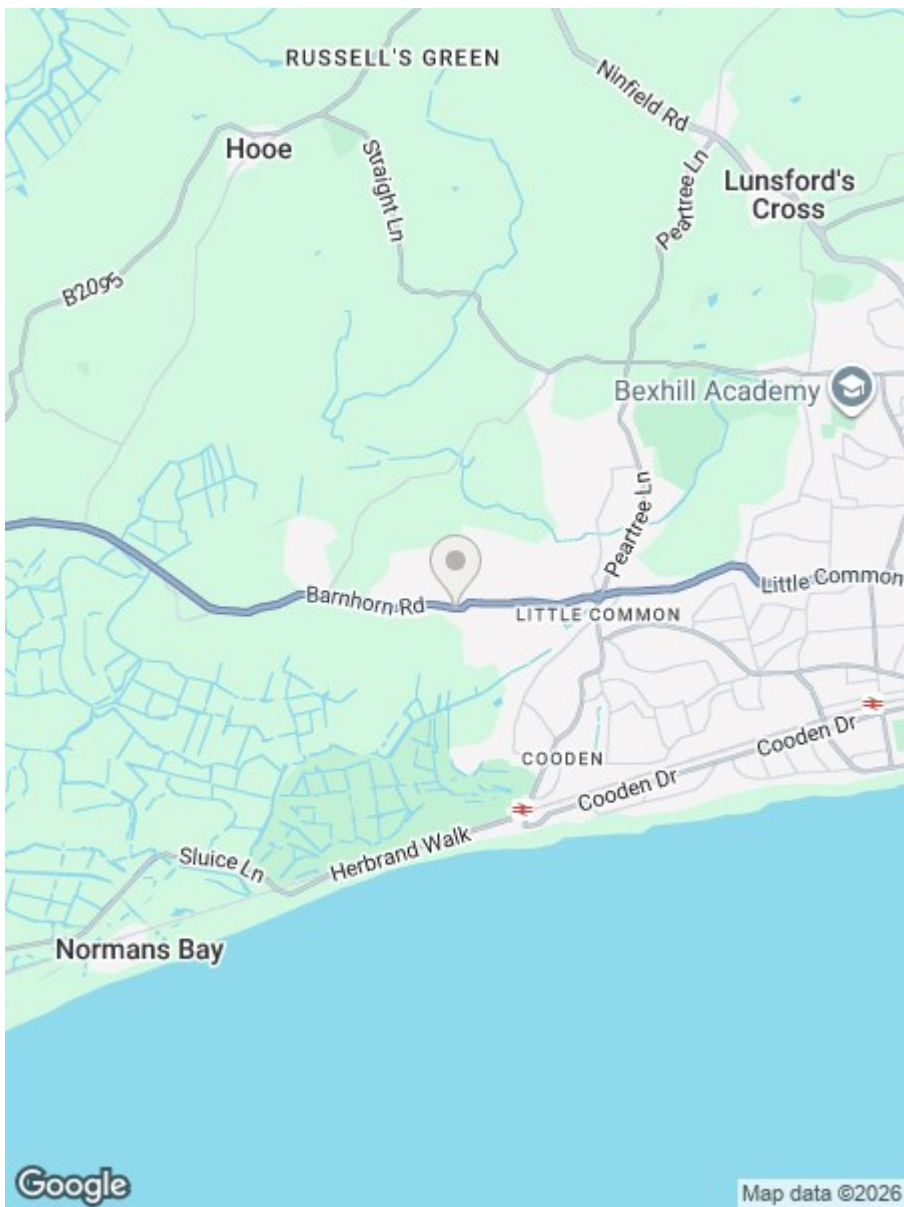 RUSSELL'S GREEN
Ninfield Rd
Hooe
Straight Ln
Peartree Ln
Lunsford's
Cross
B2095
Bexhill Academy
Peartree Ln
Little Common
Barnhorn Rd
LITTLE COMMON
COODEN
Cooden Dr
Cooden Dr
Herbrand Walk
Sluice Ln
Normans Bay
Google
Map data ©2026